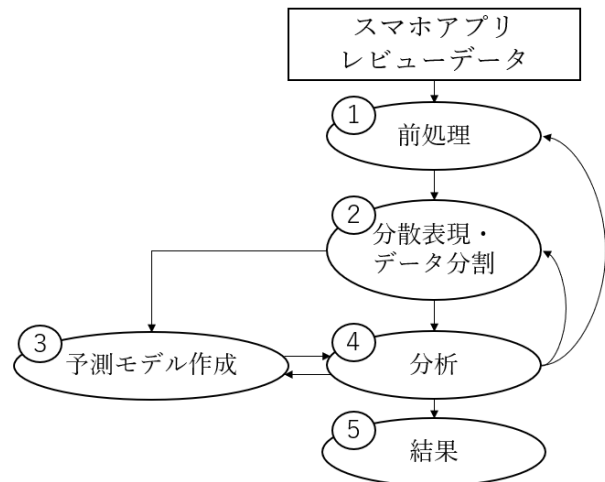 スマホアプリ
レビューデータ
1
前処理
2
分散表現・
データ分割
3
予測モデル作成
4
分析
5
結果